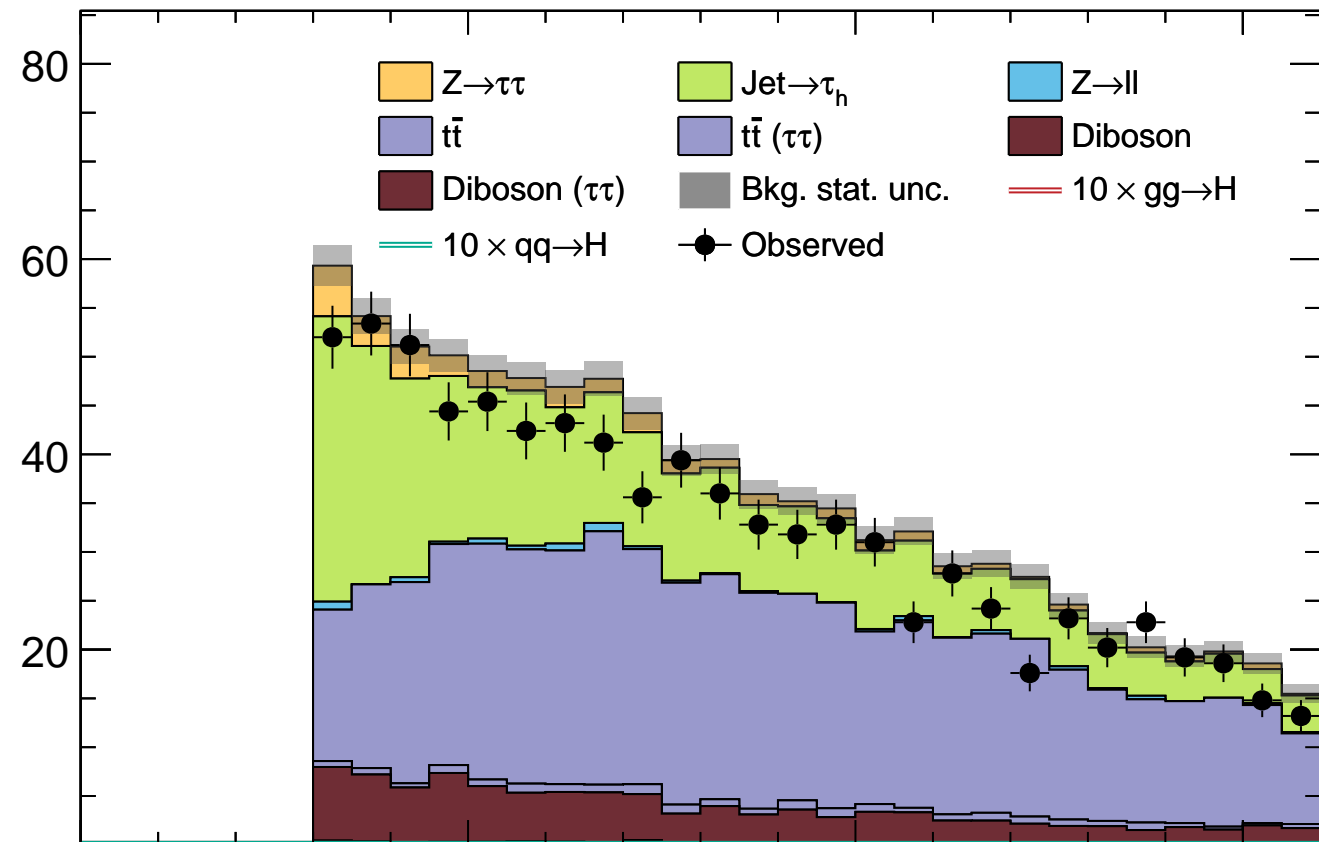 80
60
40
20
Z→ττ Jet→τh Z→ll
tt̄ tt̄ (ττ) Diboson
Diboson (ττ) Bkg. stat. unc. 10 × gg→H
10 × qq→H Observed